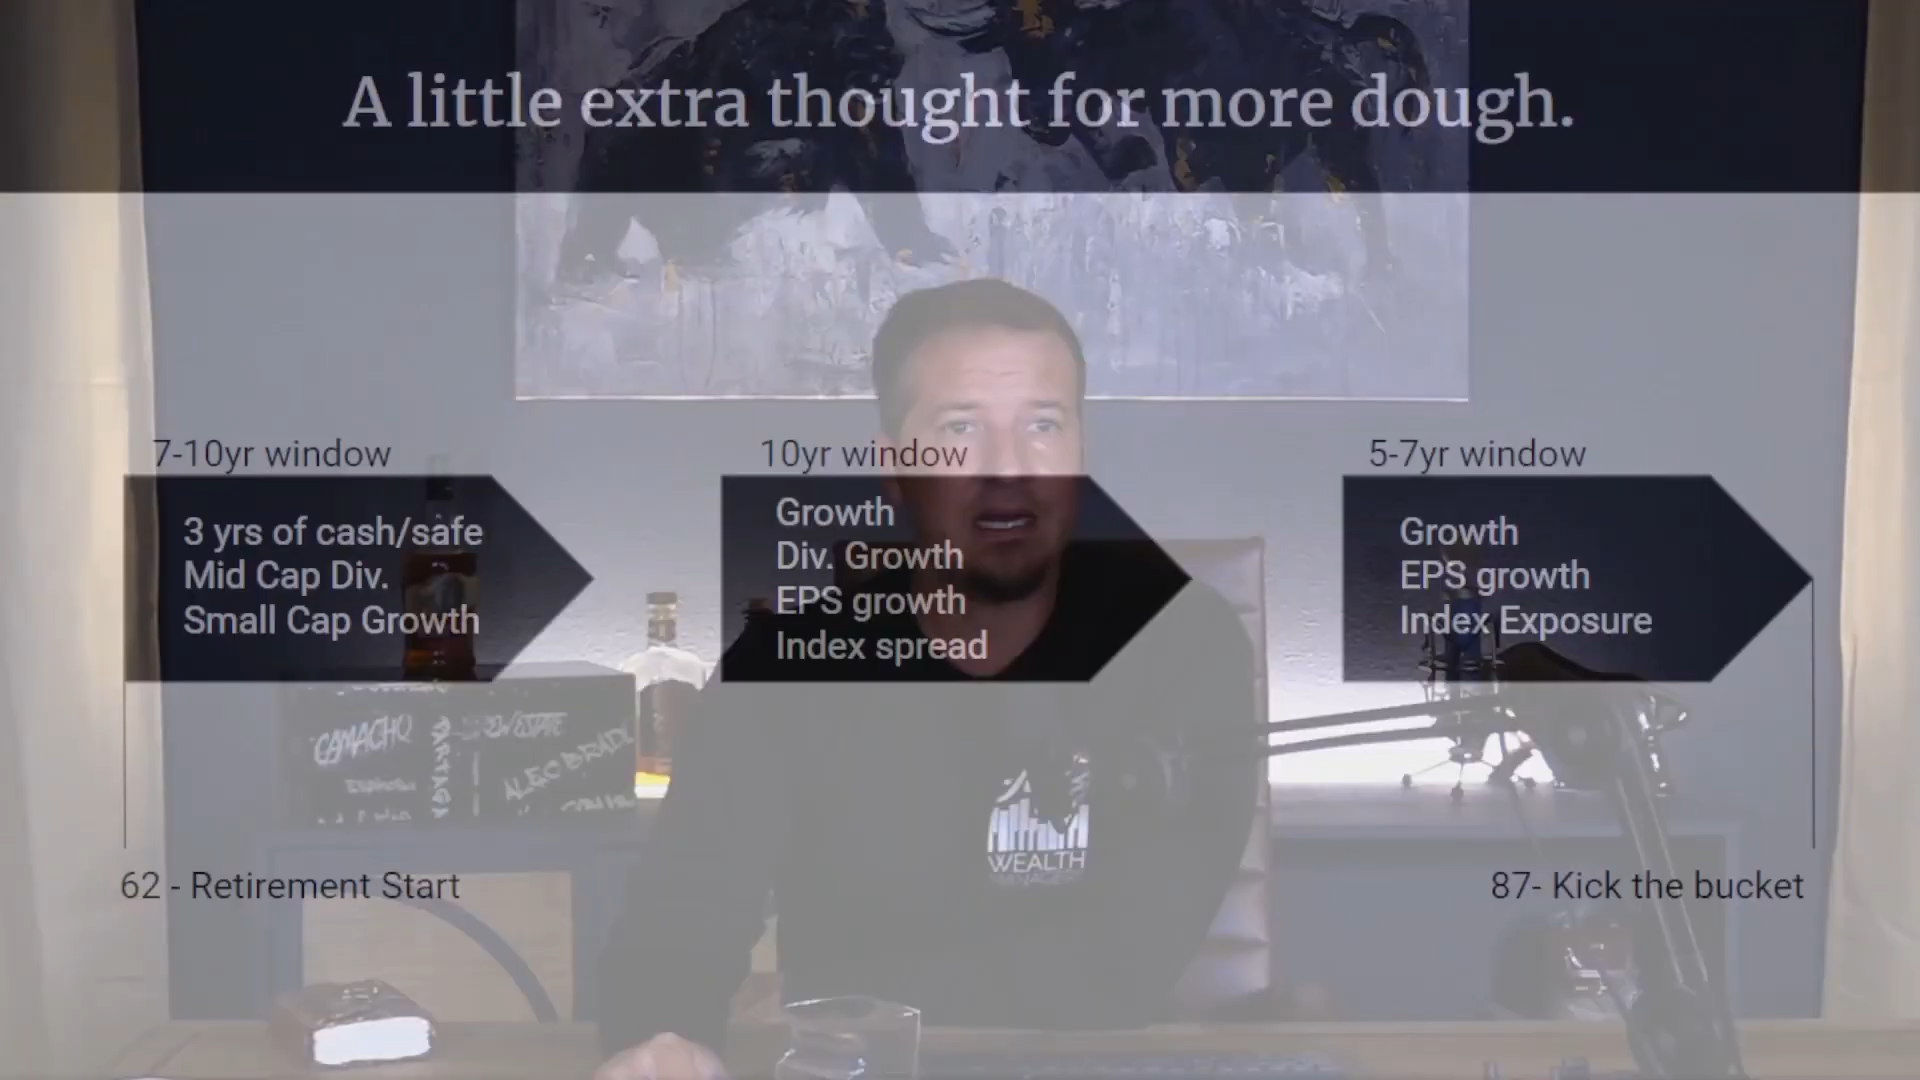 A little extra thought for more dough.
7-10yr window
3 yrs of cash/safe
Mid Cap Div.
Small Cap Growth
10yr window
Growth
Div. Growth
EPS growth
Index spread
5-7yr window
Growth
EPS growth
Index Exposure
CAMACHO
ALEC BRADL
WEALTH
62 - Retirement Start
87- Kick the bucket